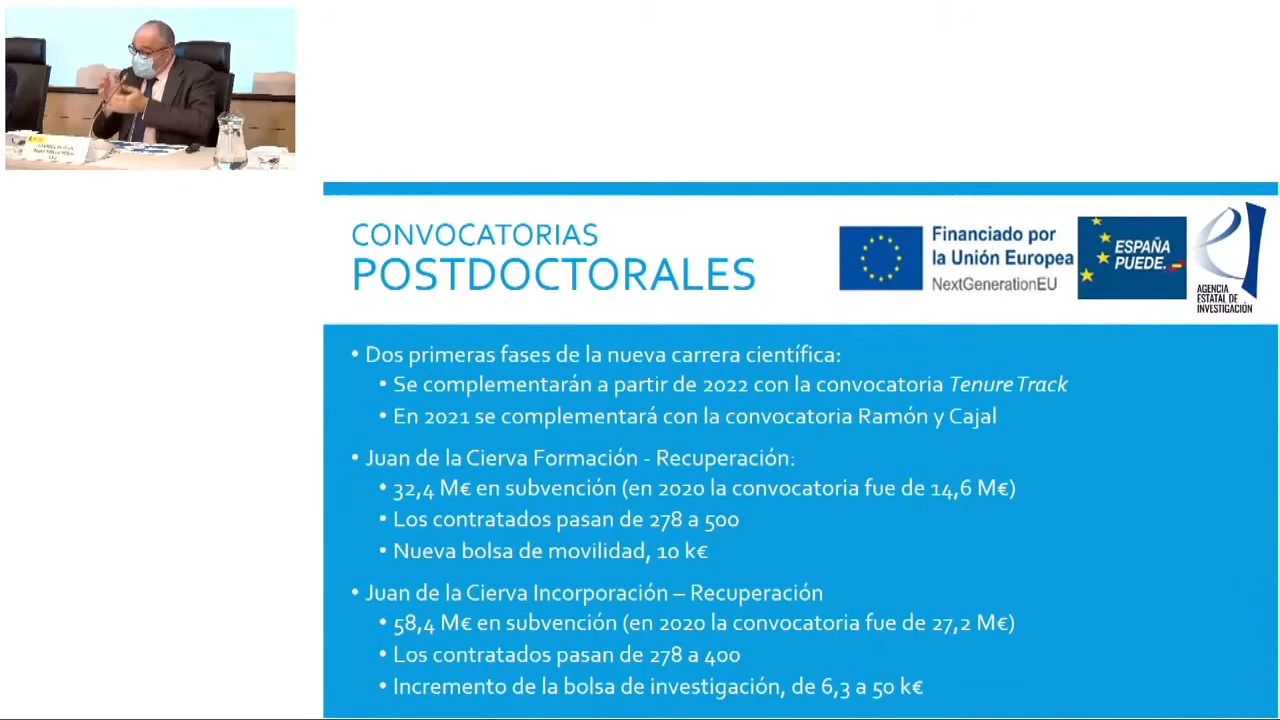 CONVOCATORIAS
POSTDOCTORALES
Financiado por
la Unión Europea
NextGenerationEU
ESPAÑA
PUEDE.
AGENCIA
ESTATAL DE
INVESTIGACIÓN
• Dos primeras fases de la nueva carrera científica:
• Se complementarán a partir de 2022 con la convocatoria Tenure Track
• En 2021 se complementará con la convocatoria Ramón y Cajal
• Juan de la Cierva Formación - Recuperación:
• 32,4 M€ en subvención (en 2020 la convocatoria fue de 14,6 M€)
• Los contratados pasan de 278 a 500
• Nueva bolsa de movilidad, 10 k€
• Juan de la Cierva Incorporación – Recuperación
• 58,4 M€ en subvención (en 2020 la convocatoria fue de 27,2 M€)
• Los contratados pasan de 278 a 400
• Incremento de la bolsa de investigación, de 6,3 a 50 k€